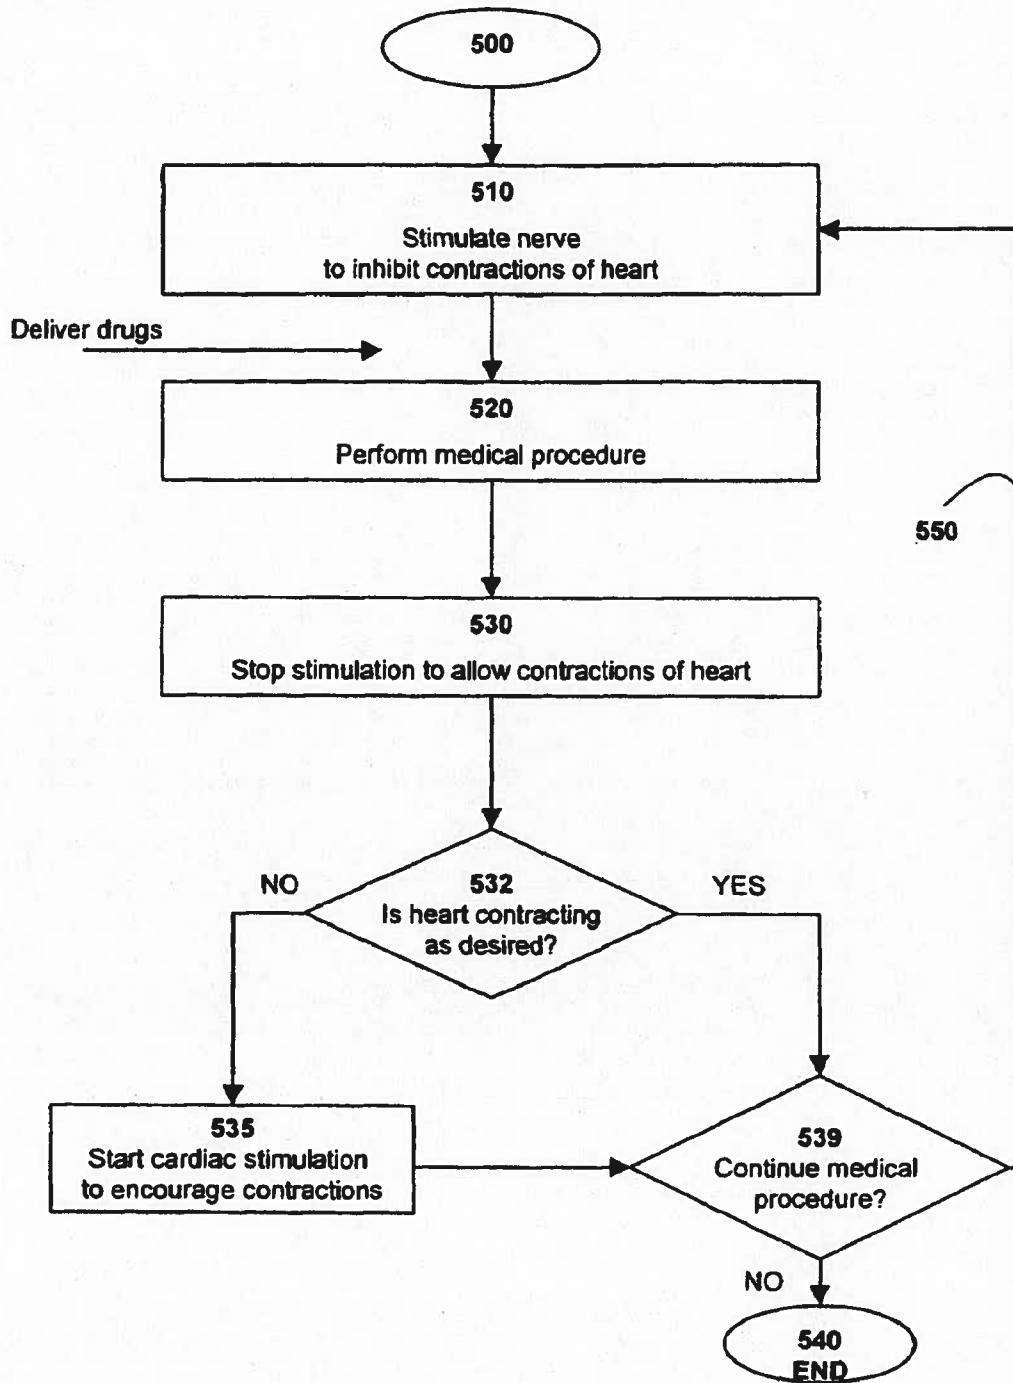 500
510
Stimulate nerve
to inhibit contractions of heart
Deliver drugs
520
Perform medical procedure
550
530
Stop stimulation to allow contractions of heart
NO
532
YES
Is heart contracting
as desired?
535
Start cardiac stimulation
to encourage contractions
539
Continue medical
procedure?
NO
540
END